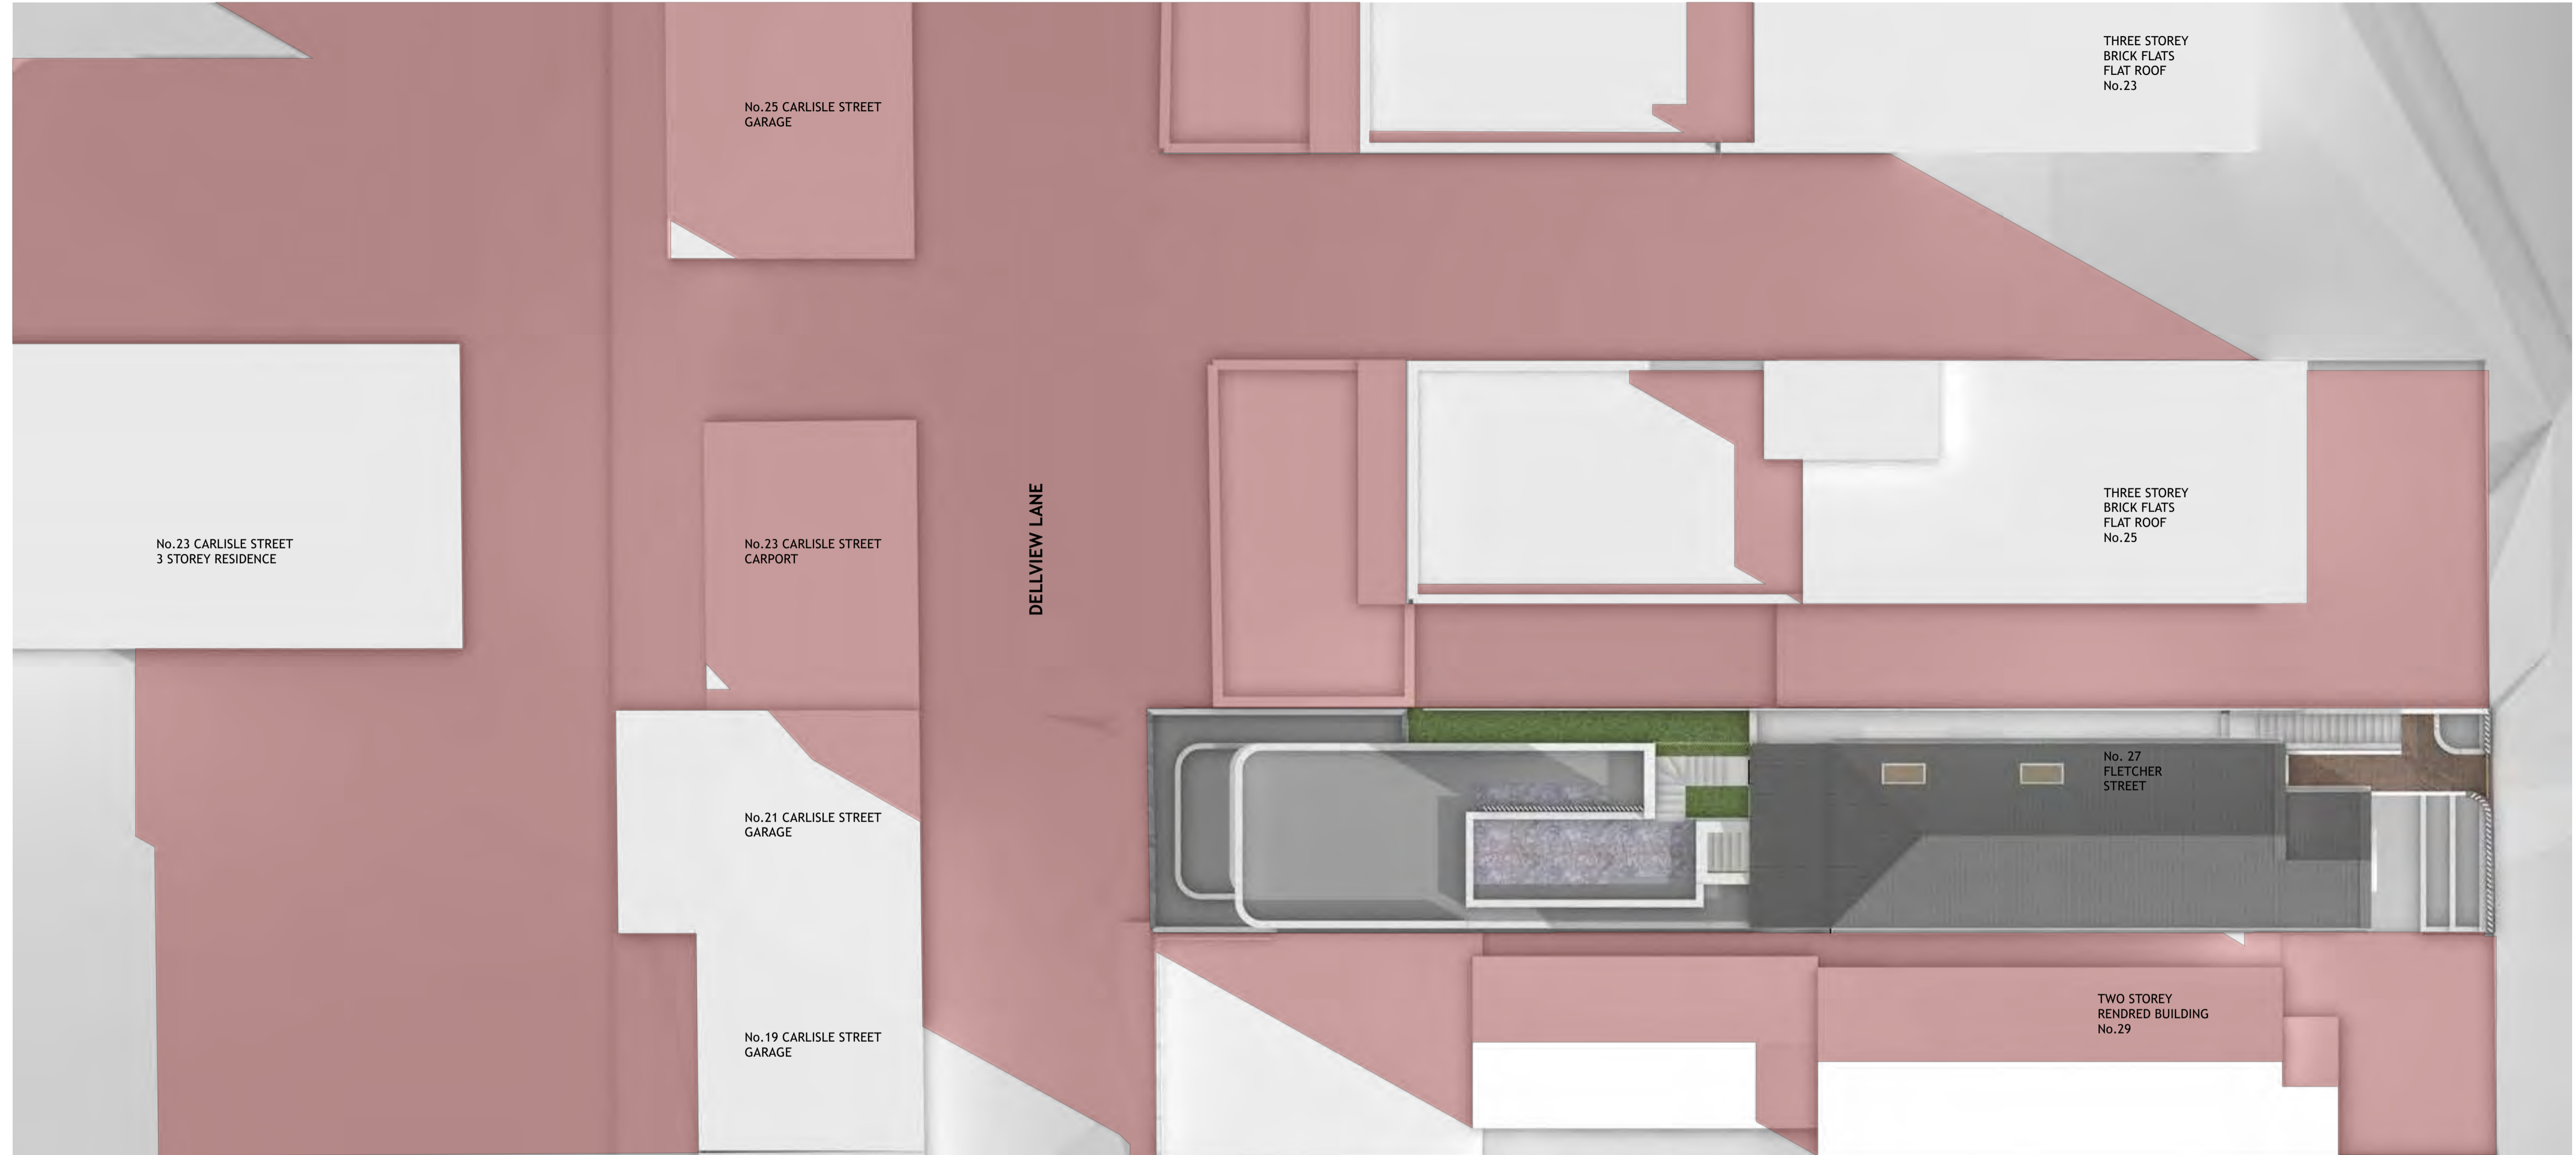 THREE STOREY
BRICK FLATS
FLAT ROOF
No.23
No.25 CARLISLE STREET
GARAGE
THREE STOREY
BRICK FLATS
FLAT ROOF
No.25
No.23 CARLISLE STREET
3 STOREY RESIDENCE
No.23 CARLISLE STREET
CARPORT
DELLVIEW LANE
No. 27
FLETCHER
STREET
No.21 CARLISLE STREET
GARAGE
TWO STOREY
RENDRED BUILDING
No.29
No.19 CARLISLE STREET
GARAGE